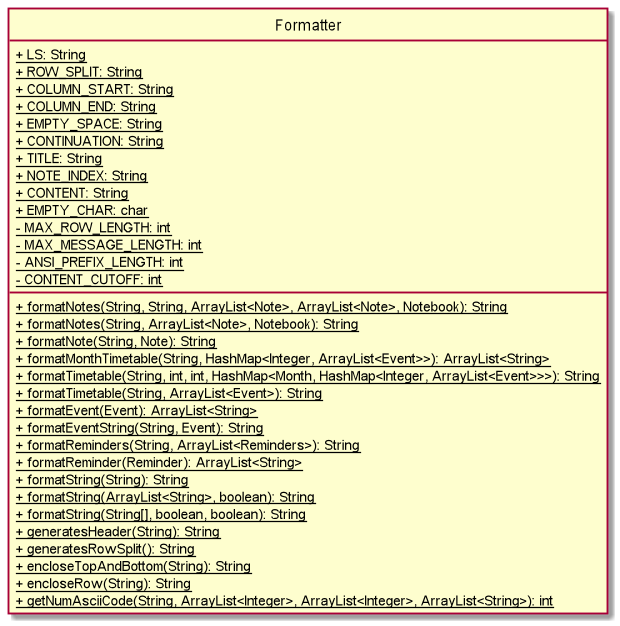 Formatter
+ LS: String
+ ROW_SPLIT: String
+ COLUMN_START: String
+ COLUMN_END: String
+ EMPTY_SPACE: String
+ CONTINUATION: String
+ TITLE: String
+ NOTE_INDEX: String
+ CONTENT: String
+ EMPTY_CHAR: char
- MAX_ROW_LENGTH: int
- MAX_MESSAGE_LENGTH: int
- ANSI_PREFIX_LENGTH: int
- CONTENT_CUTOFF: int
+ formatNotes(String, String, ArrayList<Note>, ArrayList<Note>, Notebook): String
+ formatNotes(String, ArrayList<Note>, Notebook): String
+ formatNote(String, Note): String
+ formatMonthTimetable(String, HashMap<Integer, ArrayList<Event>>): ArrayList<String>
+ formatTimetable(String, int, int, HashMap<Month, HashMap<Integer, ArrayList<Event>>>): String
+ formatTimetable(String, ArrayList<Event>): String
+ formatEvent(Event): ArrayList<String>
+ formatEventString(String, Event): String
+ formatReminders(String, ArrayList<Reminders>): String
+ formatReminder(Reminder): ArrayList<String>
+ formatString(String): String
+ formatString(ArrayList<String>, boolean): String
+ formatString(String[], boolean, boolean): String
+ generatesHeader(String): String
+ generatesRowSplit(): String
+ encloseTopAndBottom(String): String
+ encloseRow(String): String
+ getNumAsciiCode(String, ArrayList<Integer>, ArrayList<Integer>, ArrayList<String>): int